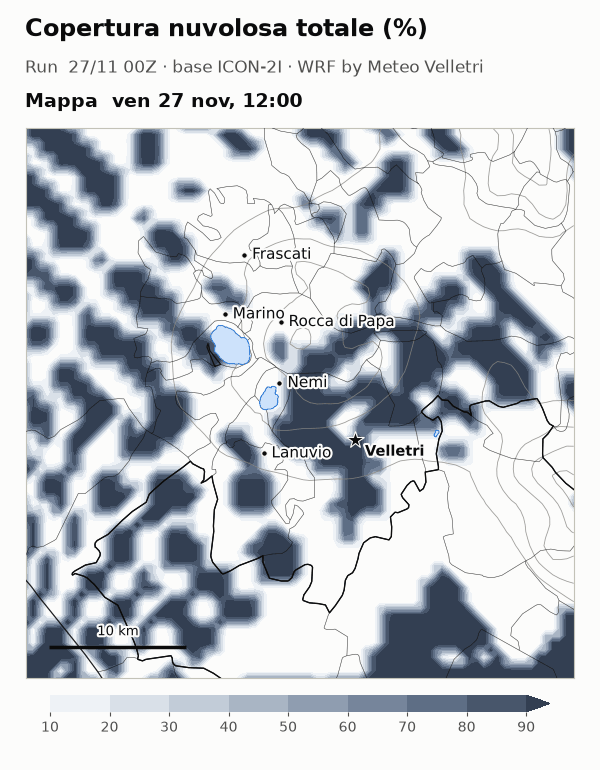 Copertura nuvolosa totale (%)
Run  27/11 00Z · base ICON-2I · WRF by Meteo Velletri
Mappa  ven 27 nov, 12:00
Frascati
Marino
Rocca di Papa
Nemi
Velletri
Lanuvio
10 km
10 20 30 40 50 60 70 80 90